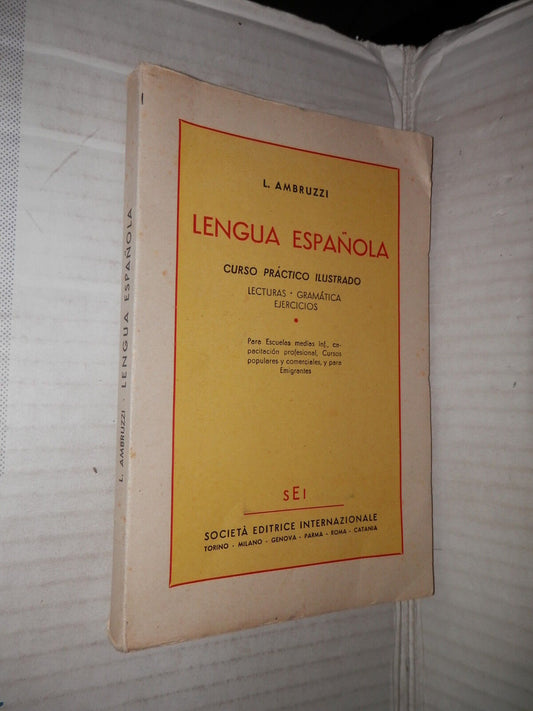 L. AMBRUZZI · LENGUA ESPAÑOLA
L. AMBRUZZI
LENGUA ESPAÑOLA
CURSO PRÁCTICO ILUSTRADO
LECTURAS · GRAMÁTICA
EJERCICIOS
Para Escuelas medias inf., ca-
pacitación profesional, Cursos
populares y comerciales, y para
Emigrantes
SEI
SOCIETÀ EDITRICE INTERNAZIONALE
TORINO - MILANO - GENOVA - PARMA - ROMA - CATANIA